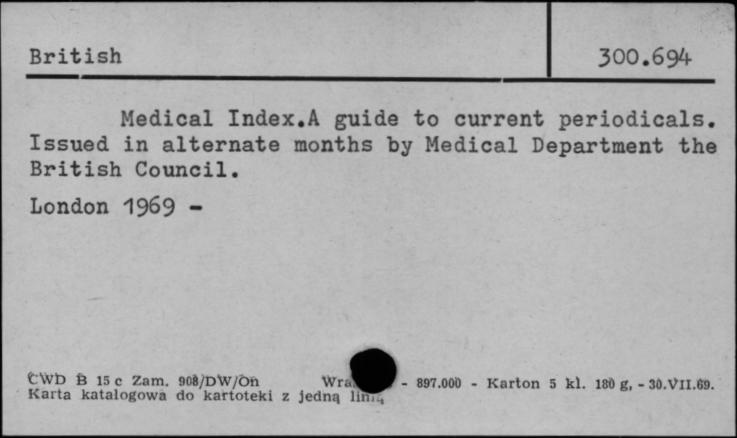 British
300.694
Medical Index.A guide to current periodicals.
Issued in alternate months by Medical Department the
British Council.
London 1969 -
CWD B 15 c Zam. 908/DW/On - 897.000 - Karton 5 kl. 180 g, - 30.VII.69.
Karta katalogowa do kartoteki z jedną linią